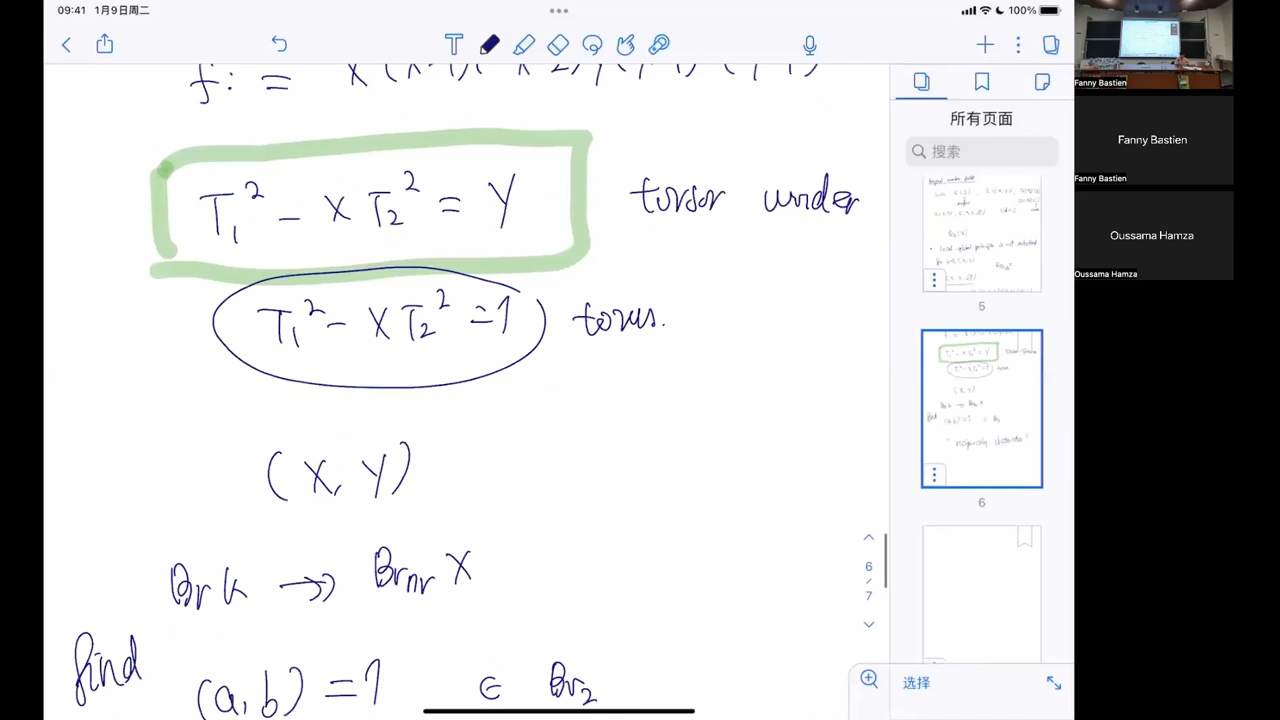 09:41 1月9日周二
100%
f: =
T₁² - X T₂² = Y torsor under
T₁² - X T₂² = 1 torus.
(X, Y)
Br k → Brnr X
find
(a, b) = 1 ∈ Br₂
所有页面
搜索
5
6
6
/
7
选择
Fanny Bastien
Fanny Bastien
Fanny Bastien
Oussama Hamza
Oussama Hamza